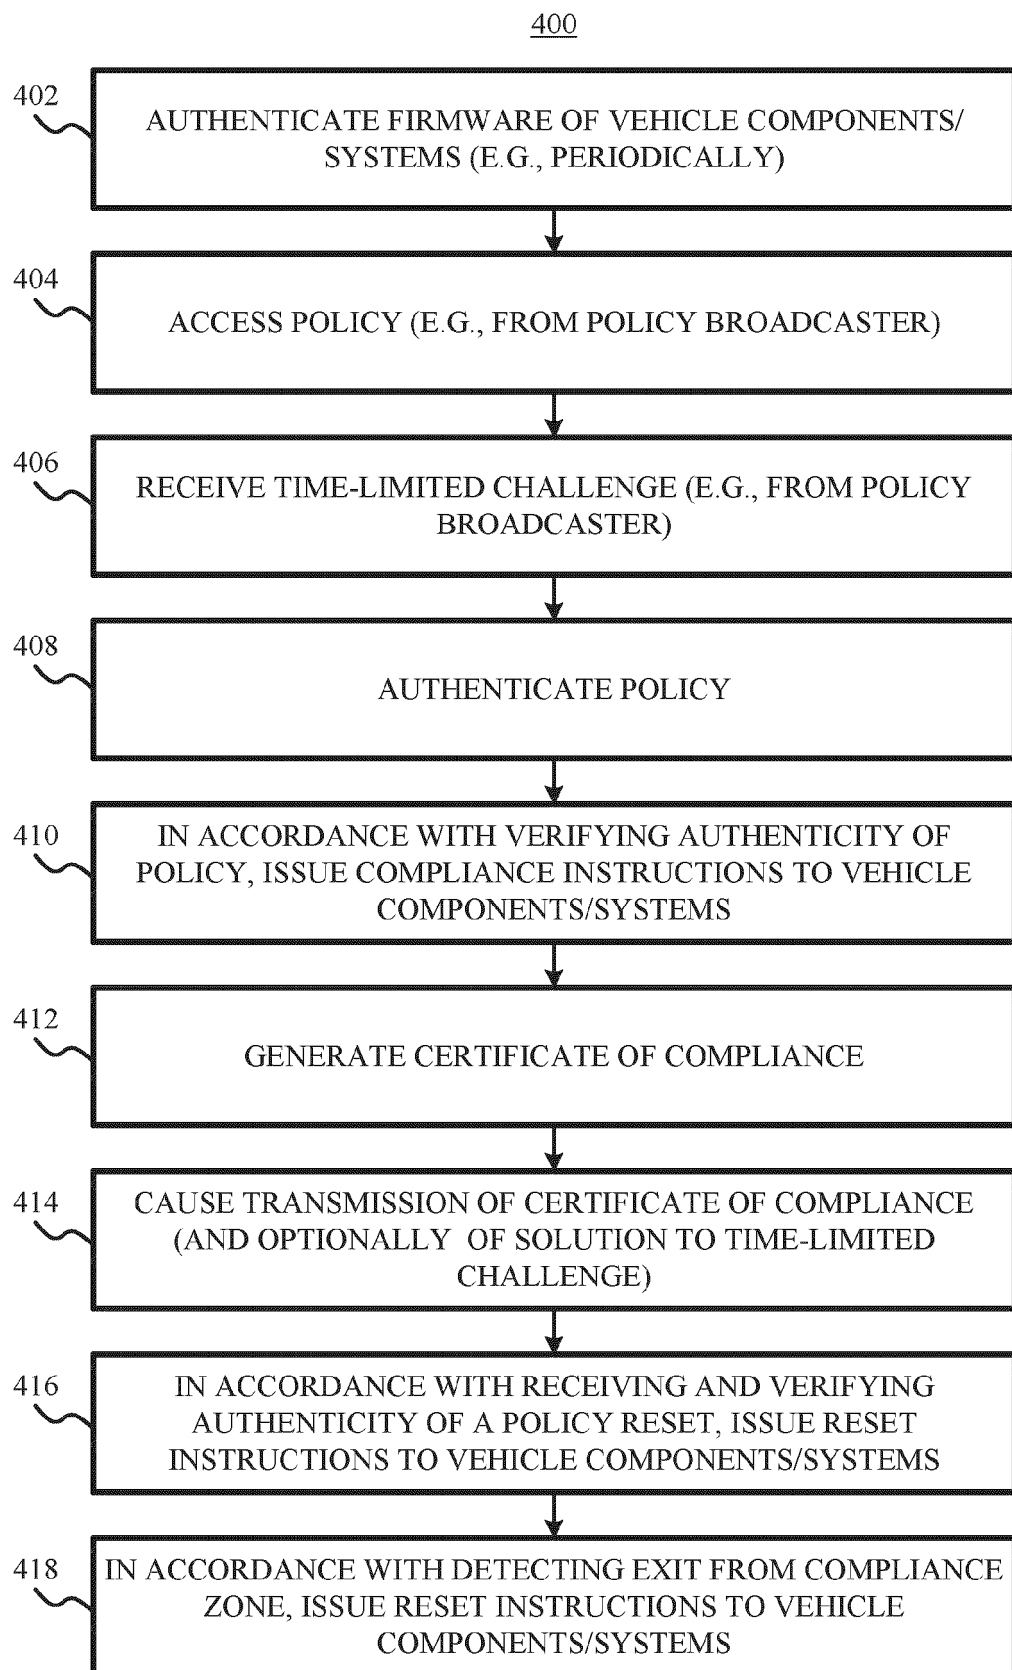 400
402
AUTHENTICATE FIRMWARE OF VEHICLE COMPONENTS/
SYSTEMS (E.G., PERIODICALLY)
404
ACCESS POLICY (E.G., FROM POLICY BROADCASTER)
406
RECEIVE TIME-LIMITED CHALLENGE (E.G., FROM POLICY
BROADCASTER)
408
AUTHENTICATE POLICY
410
IN ACCORDANCE WITH VERIFYING AUTHENTICITY OF
POLICY, ISSUE COMPLIANCE INSTRUCTIONS TO VEHICLE
COMPONENTS/SYSTEMS
412
GENERATE CERTIFICATE OF COMPLIANCE
414
CAUSE TRANSMISSION OF CERTIFICATE OF COMPLIANCE
(AND OPTIONALLY OF SOLUTION TO TIME-LIMITED
CHALLENGE)
416
IN ACCORDANCE WITH RECEIVING AND VERIFYING
AUTHENTICITY OF A POLICY RESET, ISSUE RESET
INSTRUCTIONS TO VEHICLE COMPONENTS/SYSTEMS
418
IN ACCORDANCE WITH DETECTING EXIT FROM COMPLIANCE
ZONE, ISSUE RESET INSTRUCTIONS TO VEHICLE
COMPONENTS/SYSTEMS